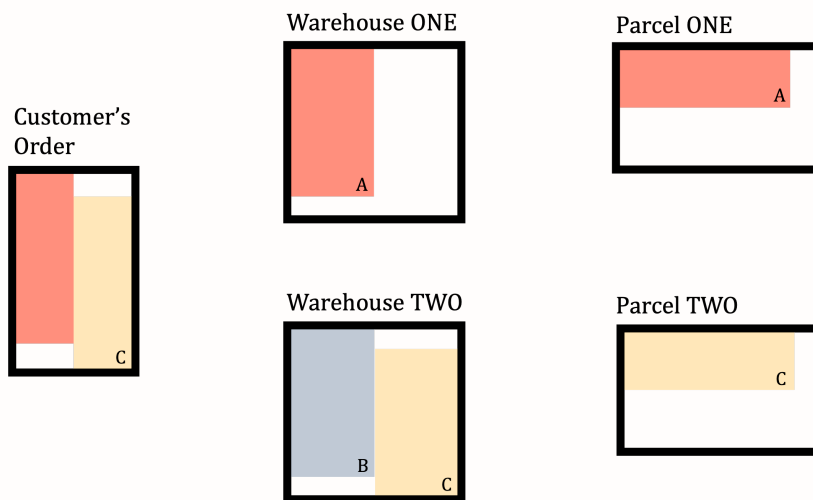 Warehouse ONE
A
Parcel ONE
A
Customer’s
Order
C
Warehouse TWO
B
C
Parcel TWO
C